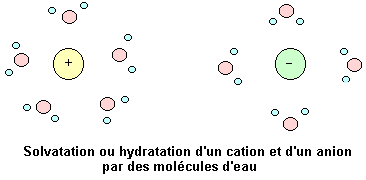 +
−
Solvatation ou hydratation d'un cation et d'un anion
par des molécules d'eau